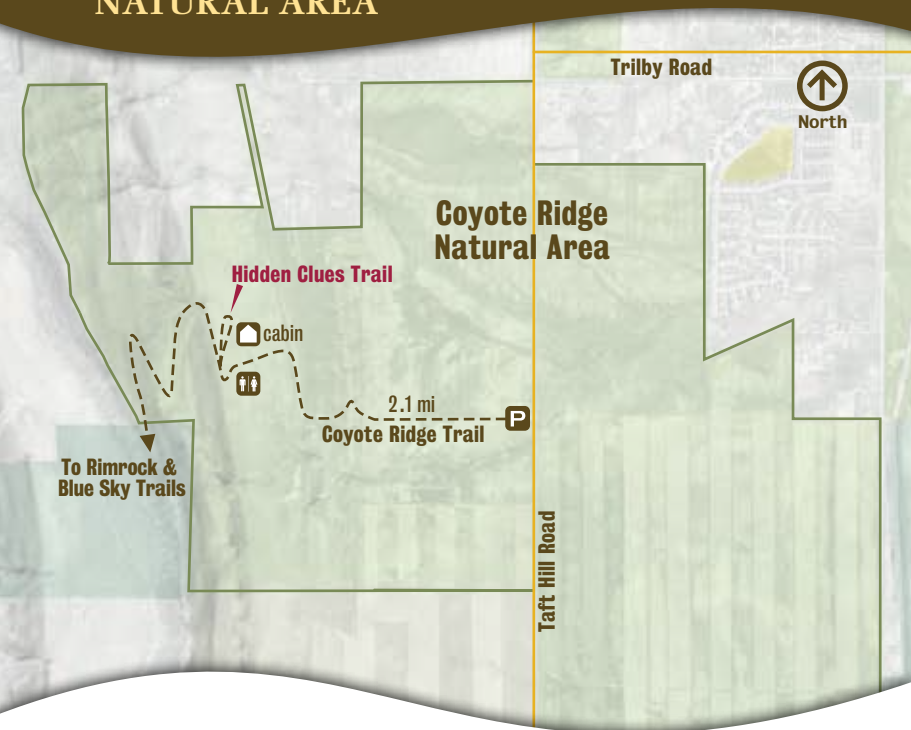 NATURAL AREA
Trilby Road
North
Coyote Ridge
Natural Area
Hidden Clues Trail
cabin
2.1 mi
P
Coyote Ridge Trail
To Rimrock &
Blue Sky Trails
Taft Hill Road